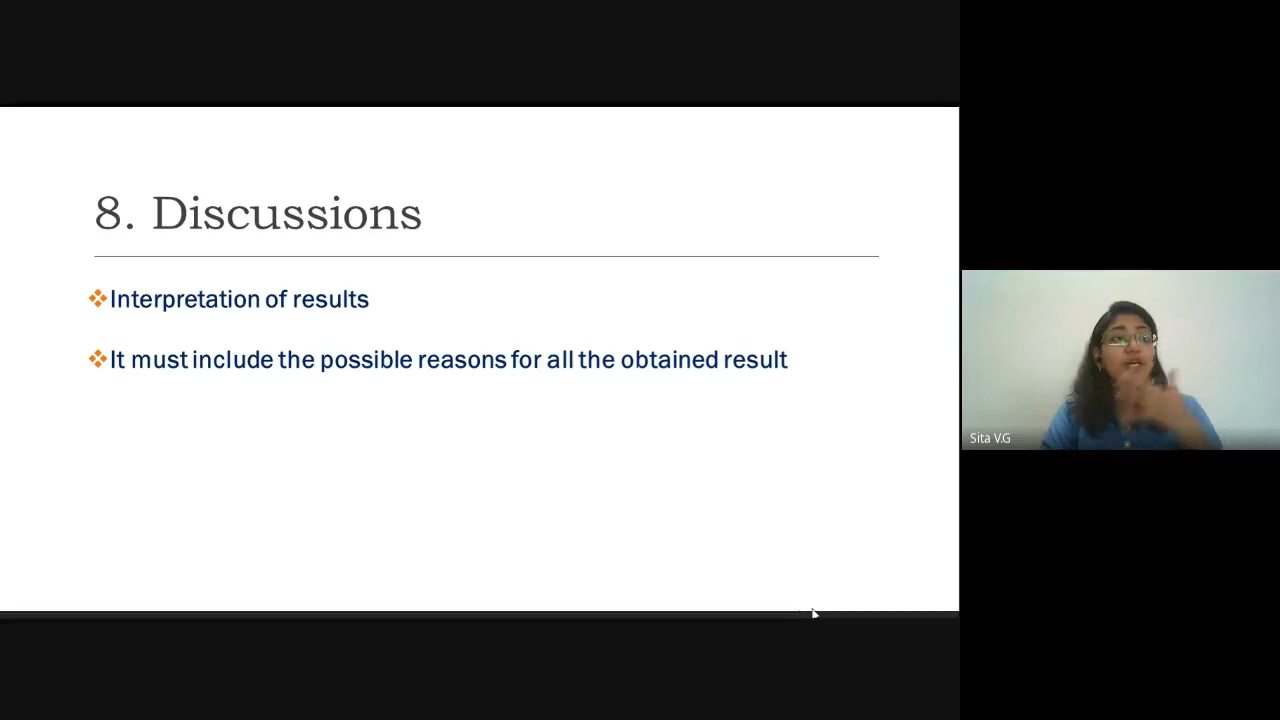 8. Discussions
Interpretation of results
It must include the possible reasons for all the obtained result
Sita V.G